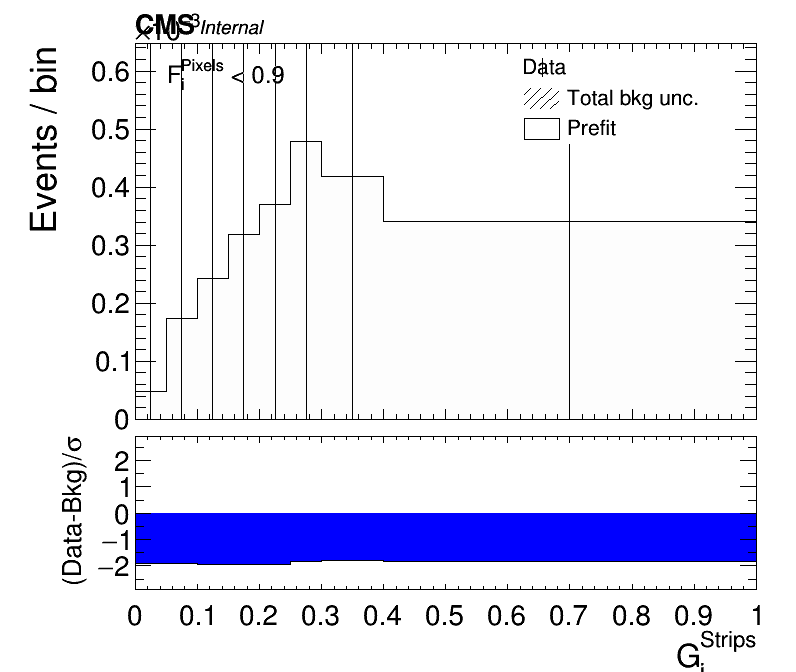 CMS Internal
×10³
Events / bin
F_i^Pixels < 0.9
Data
Total bkg unc.
Prefit
0.6
0.5
0.4
0.3
0.2
0.1
0
(Data-Bkg)/σ
2
1
0
−1
−2
0 0.1 0.2 0.3 0.4 0.5 0.6 0.7 0.8 0.9 1
G_i^Strips